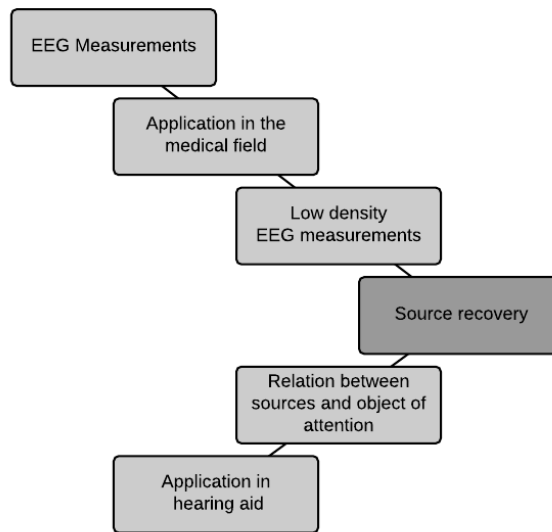 EEG Measurements
Application in the
medical field
Low density
EEG measurements
Source recovery
Relation between
sources and object of
attention
Application in
hearing aid